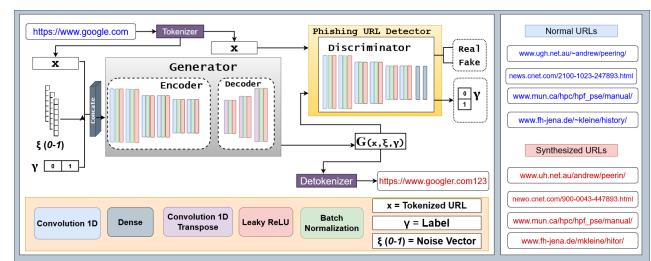 https://www.google.com
Tokenizer
x
x
Generator
Encoder
Decoder
Concate
ξ (0-1)
γ 0 1
Phishing URL Detector
Discriminator
Real
Fake
0
1
γ
G(x,ξ,γ)
Detokenizer
https://www.googler.com123
Convolution 1D
Dense
Convolution 1D
Transpose
Leaky ReLU
Batch
Normalization
x = Tokenized URL
γ = Label
ξ (0-1) = Noise Vector
Normal URLs
www.ugh.net.au/~andrew/peering/
news.cnet.com/2100-1023-247893.html
www.mun.ca/hpc/hpf_pse/manual/
www.fh-jena.de/~kleine/history/
Synthesized URLs
www.uh.net.au/andrew/peerin/
newo.cnet.com/900-0043-447893.html
www.mun.ca/hpc/hpf_pse/manual/
www.fh-jena.de/mkleine/hitor/